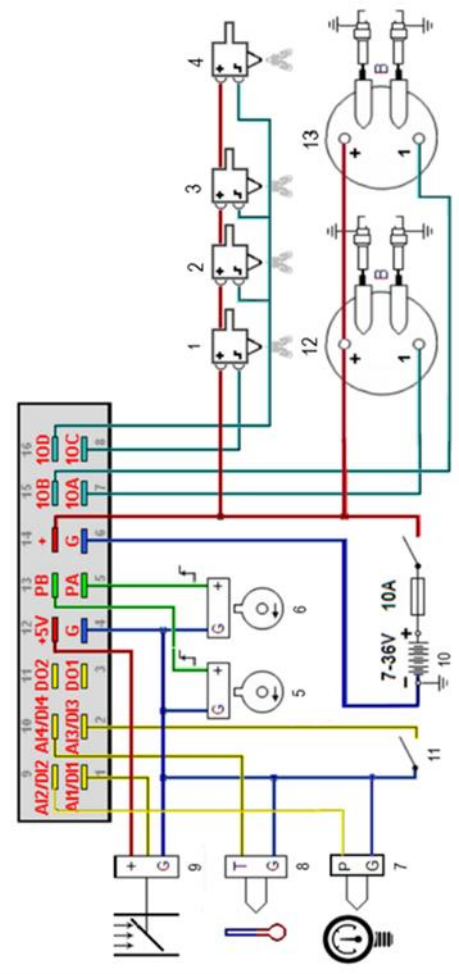 4
3
2
1
+
+
+
+
13
12
B
B
+
1
+
1
16
15
14
13
12
11
10
9
10D
10B
+
PB
+5V
DO2
AI4/DI4
AI2/DI2
10C
10A
G
PA
G
DO1
AI3/DI3
AI1/DI1
8
7
6
5
4
3
2
1
+
G
6
+
G
5
10A
7-36V
+
−
10
11
+
G
9
T
G
8
P
G
7